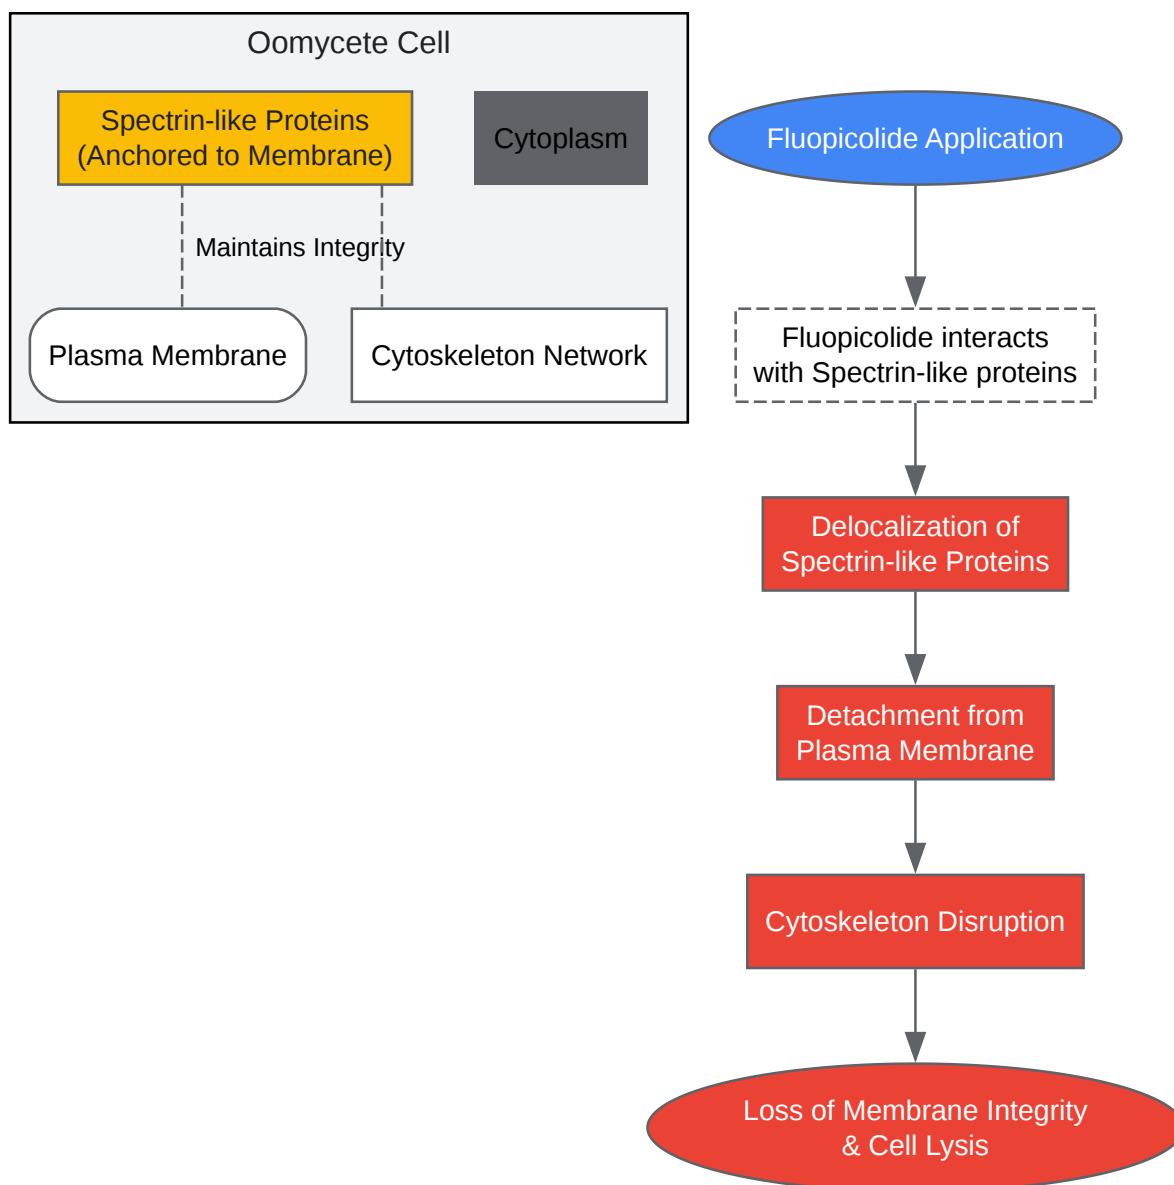 Oomycete Cell
Spectrin-like Proteins
(Anchored to Membrane)
Cytoplasm
Maintains Integrity
Plasma Membrane
Cytoskeleton Network
Fluopicolide Application
Fluopicolide interacts
with Spectrin-like proteins
Delocalization of
Spectrin-like Proteins
Detachment from
Plasma Membrane
Cytoskeleton Disruption
Loss of Membrane Integrity
& Cell Lysis